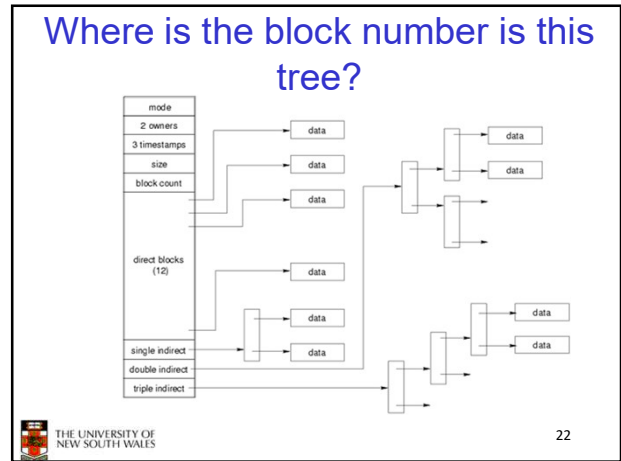 Where is the block number is this
tree?
mode
2 owners
3 timestamps
size
block count
direct blocks
(12)
single indirect
double indirect
triple indirect
data
data
data
data
data
data
data
data
data
data
THE UNIVERSITY OF
NEW SOUTH WALES
22